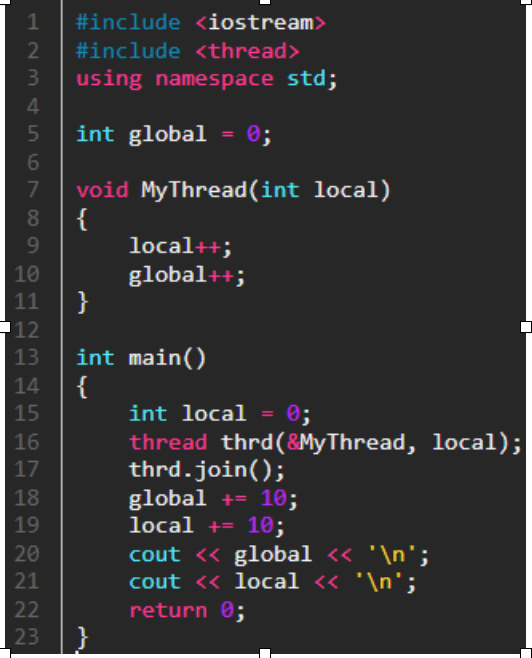 1 #include <iostream>
2 #include <thread>
3 using namespace std;
4
5 int global = 0;
6
7 void MyThread(int local)
8 {
9     local++;
10     global++;
11 }
12
13 int main()
14 {
15     int local = 0;
16     thread thrd(&MyThread, local);
17     thrd.join();
18     global += 10;
19     local += 10;
20     cout << global << '\n';
21     cout << local << '\n';
22     return 0;
23 }